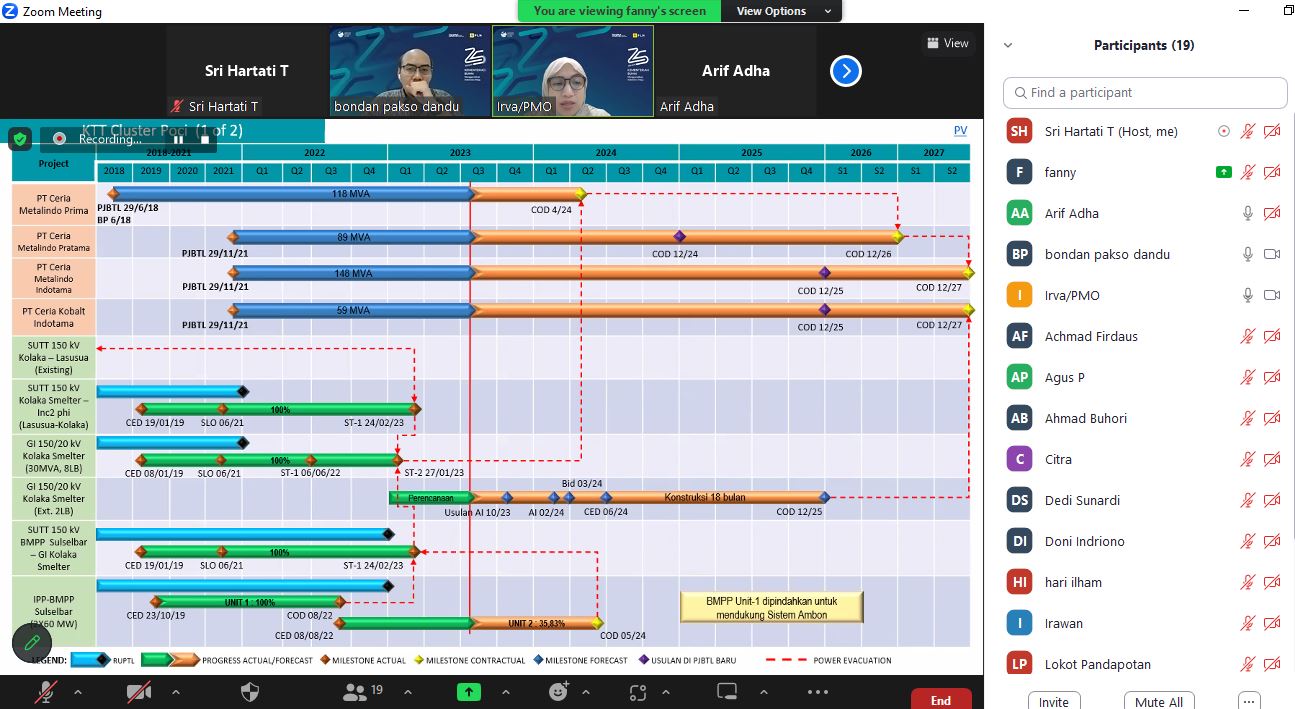 Zoom Meeting
You are viewing fanny's screen
View Options
Sri Hartati T
Sri Hartati T
bondan pakso dandu
Irva/PMO
Arif Adha
Arif Adha
View
KTT Cluster Poci (1 of 2)
Recording...
PV
Project
2018-2021 2022 2023 2024 2025 2026 2027
2018 2019 2020 2021 Q1 Q2 Q3 Q4 Q1 Q2 Q3 Q4 Q1 Q2 Q3 Q4 Q1 Q2 Q3 Q4 S1 S2 S1 S2
PT Ceria
Metalindo Prima
118 MVA
PJBTL 29/6/18
BP 6/18
COD 4/24
PT Ceria
Metalindo Pratama
89 MVA
PJBTL 29/11/21
COD 12/24
COD 12/26
PT Ceria
Metalindo
Indotama
148 MVA
PJBTL 29/11/21
COD 12/25
COD 12/27
PT Ceria Kobalt
Indotama
59 MVA
PJBTL 29/11/21
COD 12/25
COD 12/27
SUTT 150 kV
Kolaka – Lasusua
(Existing)
SUTT 150 kV
Kolaka Smelter –
Inc2 phi
(Lasusua-Kolaka)
100%
CED 19/01/19
SLO 06/21
ST-1 24/02/23
GI 150/20 kV
Kolaka Smelter
(30MVA, 8LB)
100%
CED 08/01/19
SLO 06/21
ST-1 06/06/22
ST-2 27/01/23
GI 150/20 kV
Kolaka Smelter
(Ext. 2LB)
Perencanaan
Bid 03/24
Konstruksi 18 bulan
Usulan AI 10/23
AI 02/24
CED 06/24
COD 12/25
SUTT 150 kV
BMPP Sulselbar
– GI Kolaka
Smelter
100%
CED 19/01/19
SLO 06/21
ST-1 24/02/23
IPP-BMPP
Sulselbar
(2X60 MW)
UNIT 1 : 100%
CED 23/10/19
COD 08/22
CED 08/08/22
UNIT 2 : 35,83%
COD 05/24
BMPP Unit-1 dipindahkan untuk
mendukung Sistem Ambon
LEGEND: RUPTL PROGRESS ACTUAL/FORECAST MILESTONE ACTUAL MILESTONE CONTRACTUAL MILESTONE FORECAST USULAN DI PJBTL BARU POWER EVACUATION
19
End
Participants (19)
Find a participant
SH Sri Hartati T (Host, me)
F fanny
AA Arif Adha
BP bondan pakso dandu
I Irva/PMO
AF Achmad Firdaus
AP Agus P
AB Ahmad Buhori
C Citra
DS Dedi Sunardi
DI Doni Indriono
HI hari ilham
I Irawan
LP Lokot Pandapotan
Invite
Mute All